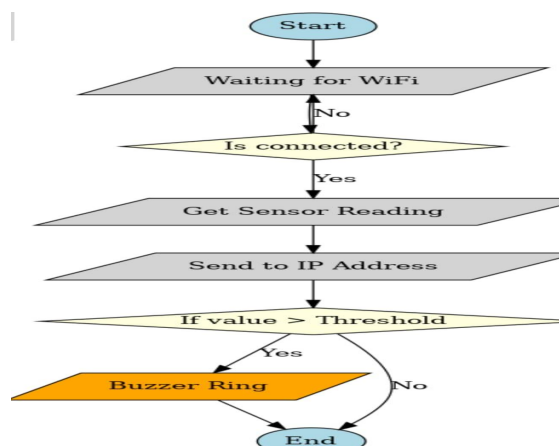 Start
Waiting for WiFi
No
Is connected?
Yes
Get Sensor Reading
Send to IP Address
If value > Threshold
Yes
Buzzer Ring
No
End